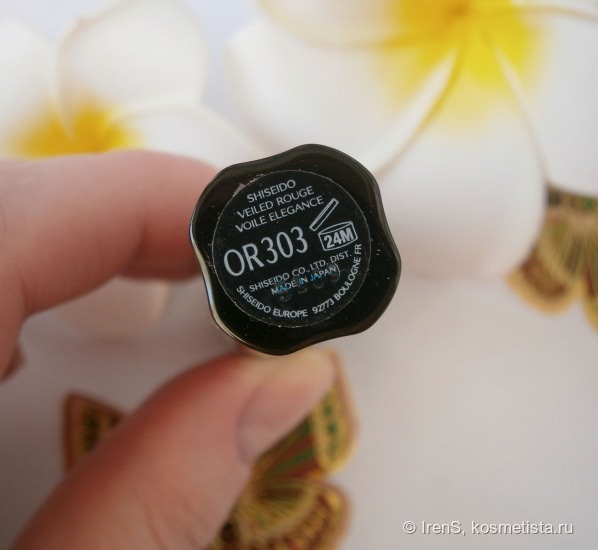 SHISEIDO
VEILED ROUGE
VOILE ELEGANCE
OR303
24M
SHISEIDO CO., LTD. DIST.
MADE IN JAPAN
SHISEIDO EUROPE 92773 BOULOGNE FR
© IrenS, kosmetista.ru